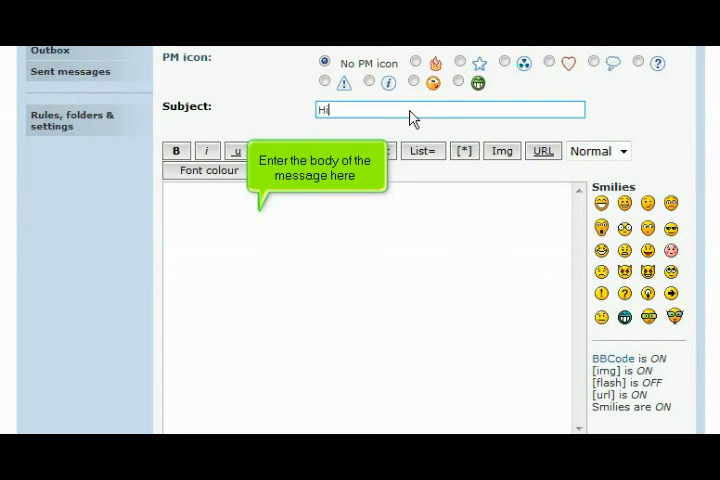 Outbox
Sent messages
Rules, folders &
settings
PM icon:
No PM icon
Subject:
Hi
B
i
u
List=
[*]
Img
URL
Normal
Font colour
Enter the body of the
message here
Smilies
BBCode is ON
[img] is ON
[flash] is OFF
[url] is ON
Smilies are ON